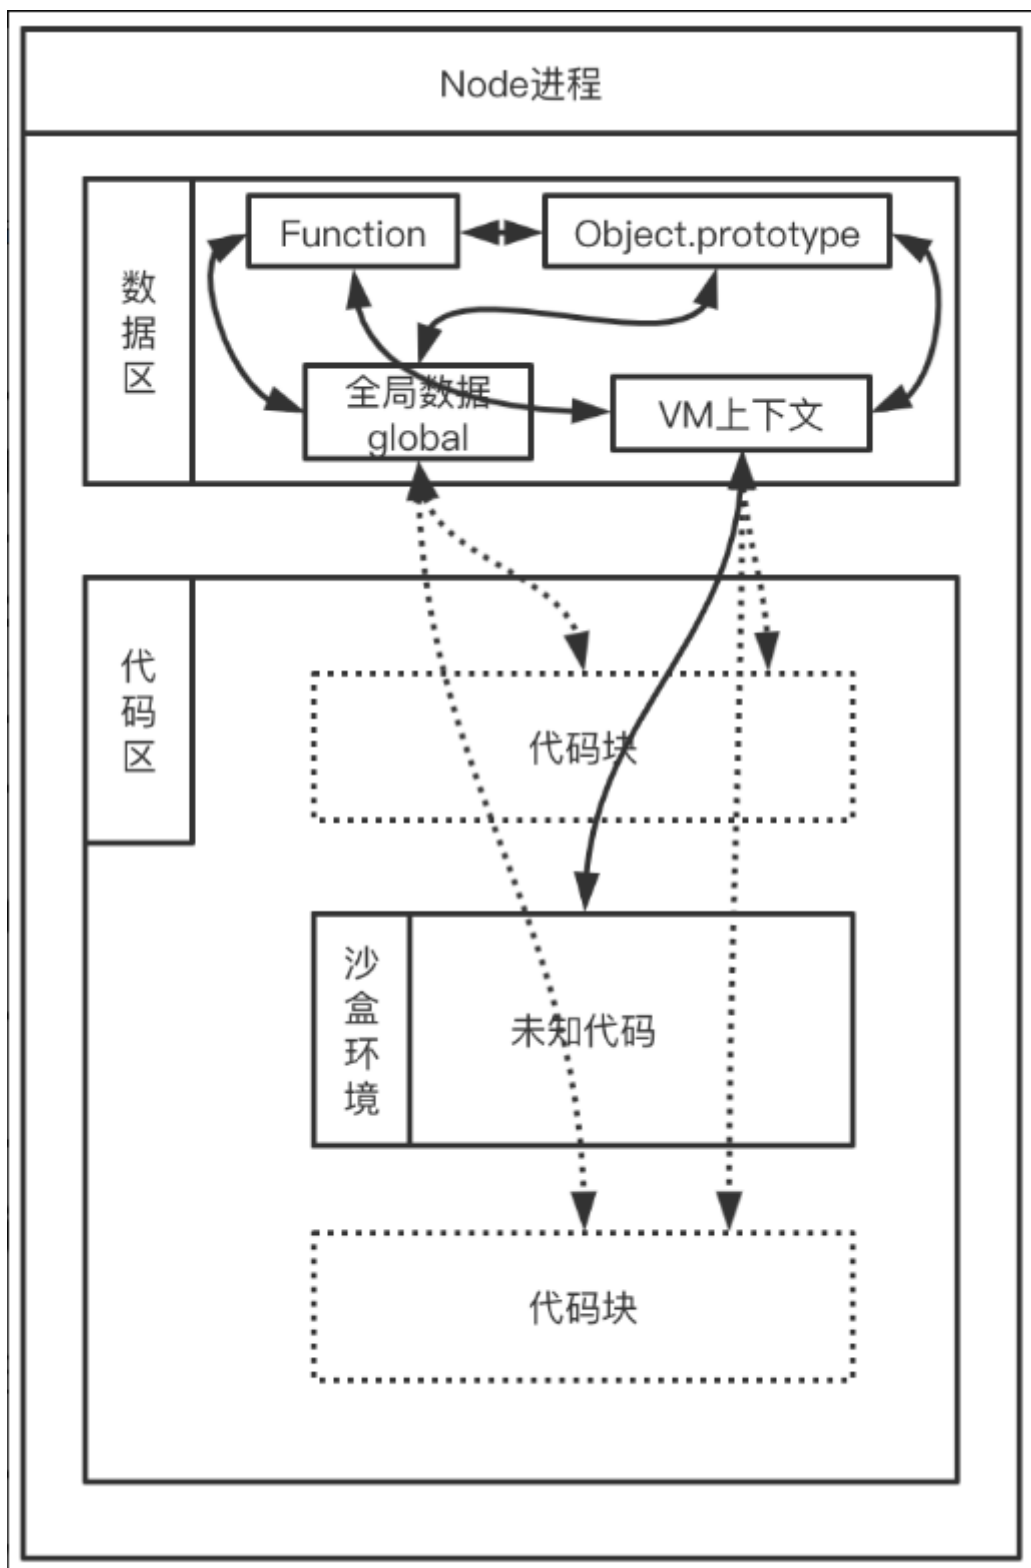 Node进程
数据区
Function
Object.prototype
全局数据
global
VM上下文
代码区
代码块
沙盒环境
未知代码
代码块